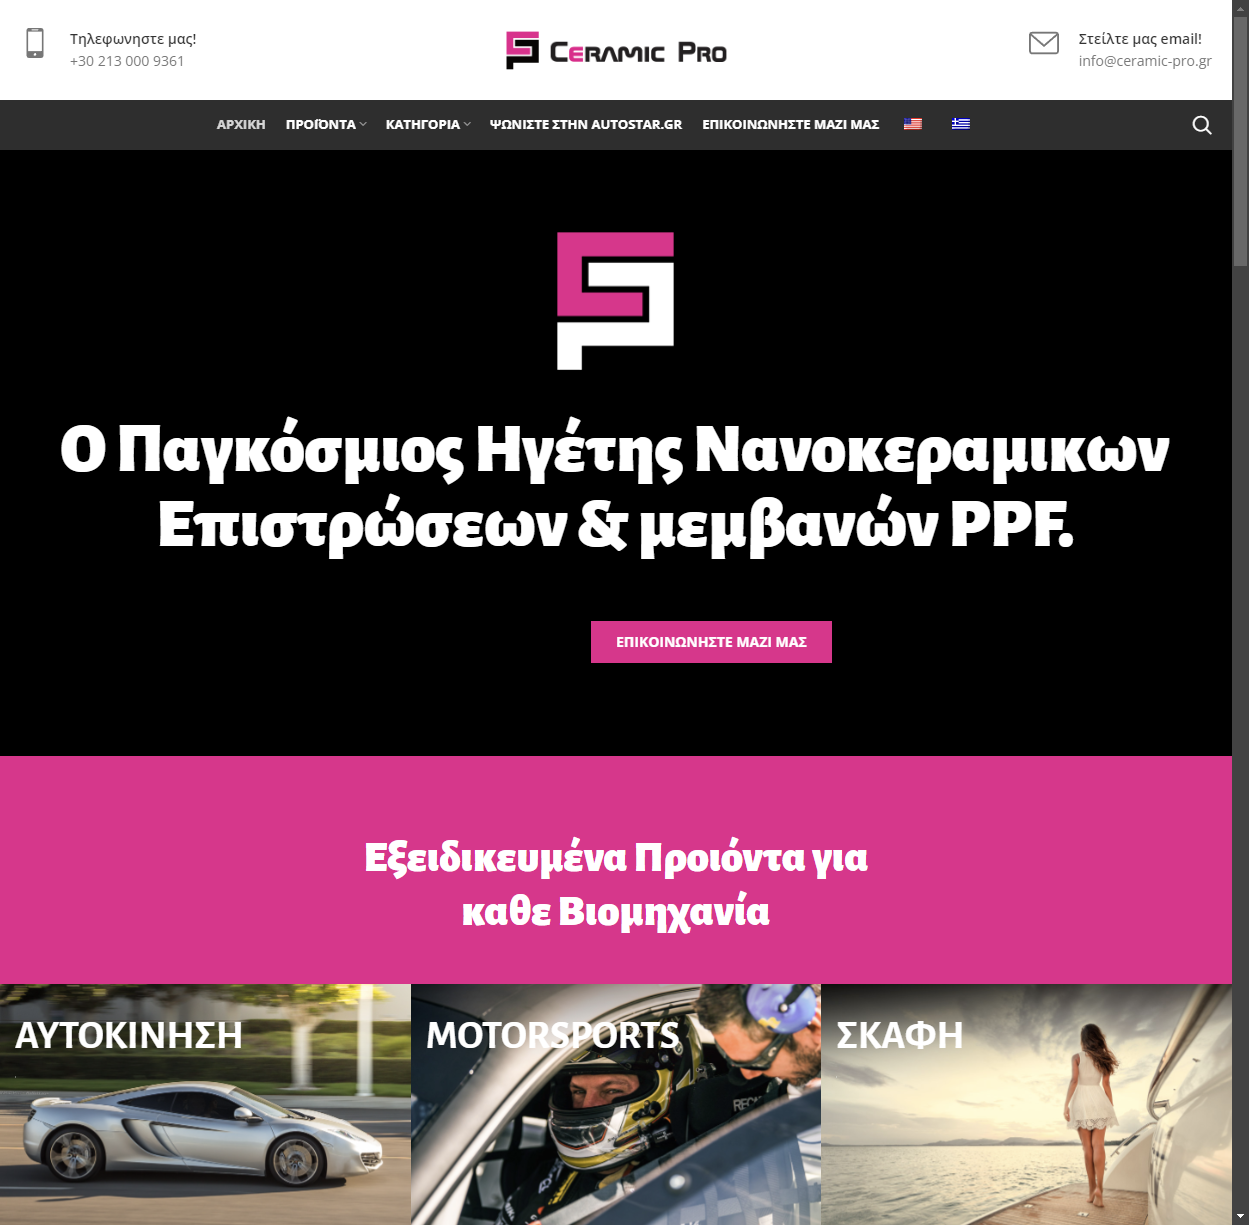 Τηλεφωνηστε μας!
+30 213 000 9361
CERAMIC PRO
Στείλτε μας email!
info@ceramic-pro.gr
ΑΡΧΙΚΗ
ΠΡΟΪΌΝΤΑ
ΚΑΤΗΓΟΡΙΑ
ΨΩΝΙΣΤΕ ΣΤΗΝ AUTOSTAR.GR
ΕΠΙΚΟΙΝΩΝΗΣΤΕ ΜΑΖΙ ΜΑΣ
Ο Παγκόσμιος Ηγέτης Νανοκεραμικων
Επιστρώσεων & μεμβανών PPF.
ΕΠΙΚΟΙΝΩΝΗΣΤΕ ΜΑΖΙ ΜΑΣ
Εξειδικευμένα Προιόντα για
καθε Βιομηχανία
ΑΥΤΟΚΙΝΗΣΗ
MOTORSPORTS
ΣΚΑΦΗ